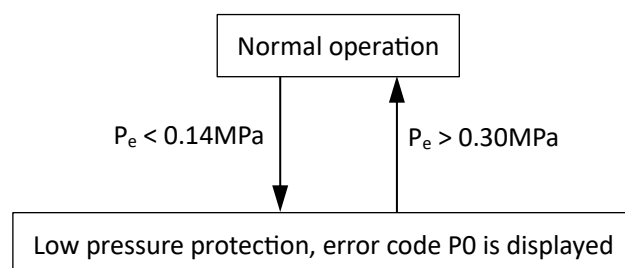 Normal operation
Pₑ < 0.14MPa
Pₑ > 0.30MPa
Low pressure protection, error code P0 is displayed